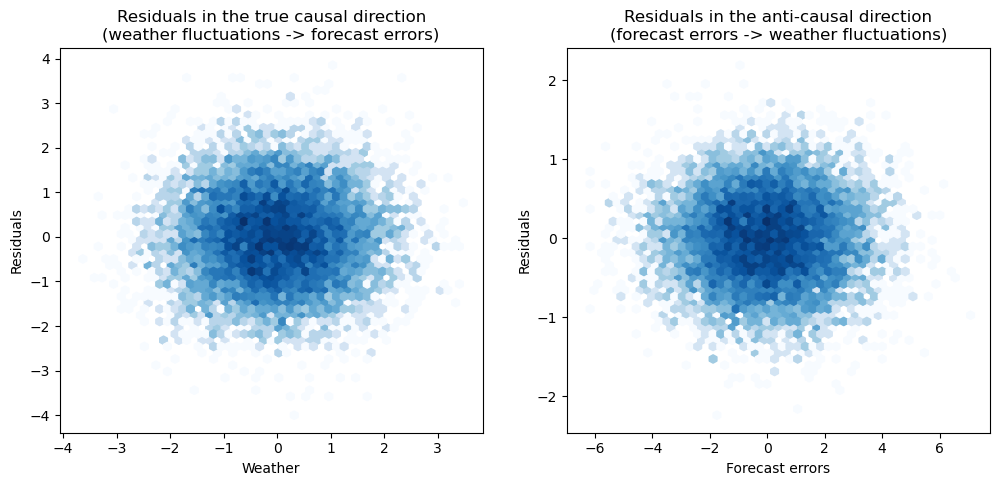 Residuals in the true causal direction
(weather fluctuations -> forecast errors)
4
3
2
1
0
−1
−2
−3
−4
Residuals
−4 −3 −2 −1 0 1 2 3
Weather
Residuals in the anti-causal direction
(forecast errors -> weather fluctuations)
2
1
0
−1
−2
Residuals
−6 −4 −2 0 2 4 6
Forecast errors